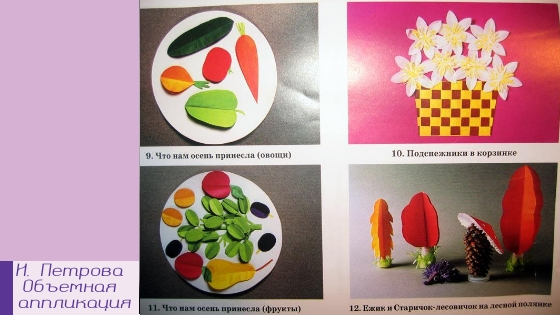 9. Что нам осень принесла (овощи)
10. Подснежники в корзинке
11. Что нам осень принесла (фрукты)
12. Ежик и Старичок-лесовичок на лесной полянке
И. Петрова
Объемная
аппликация